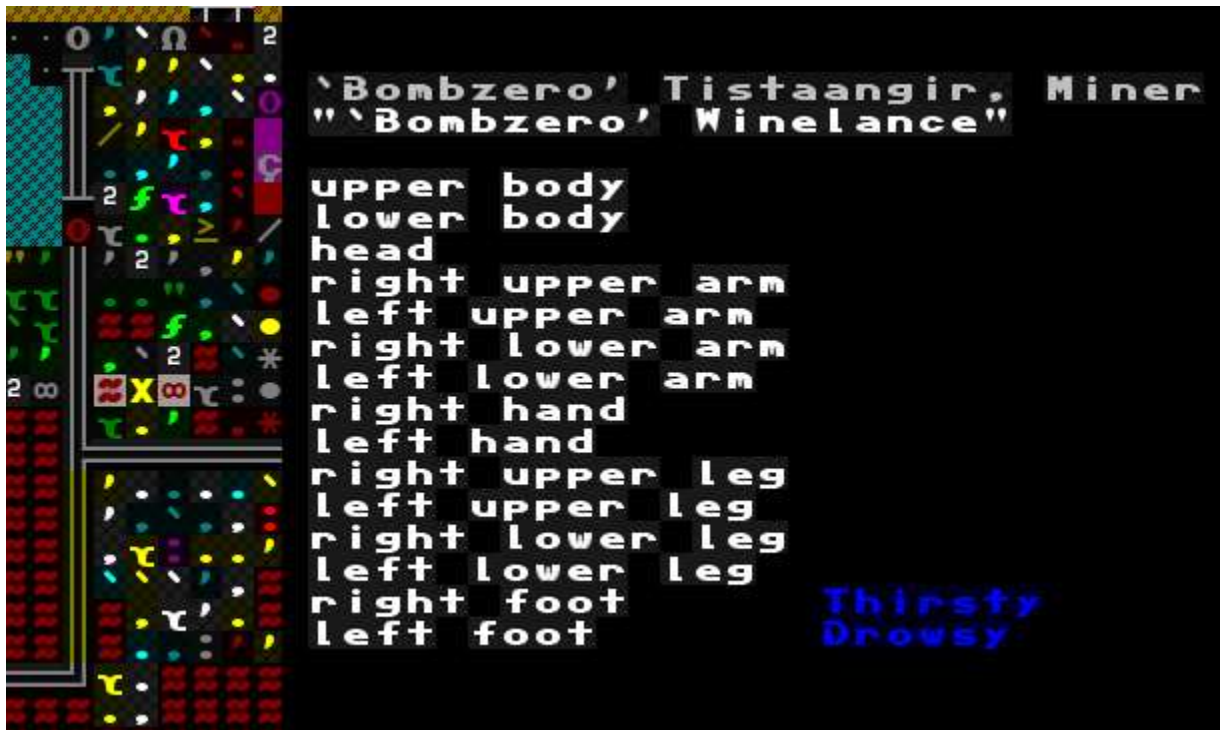 `Bombzero' Tistaangir, Miner
"`Bombzero' Winelance"
upper body
lower body
head
right upper arm
left upper arm
right lower arm
left lower arm
right hand
left hand
right upper leg
left upper leg
right lower leg
left lower leg
right foot
left foot
Thirsty
Drowsy